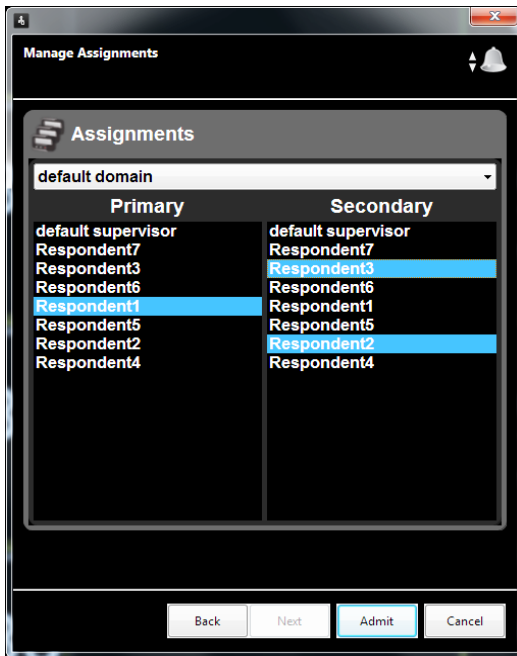 Manage Assignments
Assignments
default domain
Primary
Secondary
default supervisor
Respondent7
Respondent3
Respondent6
Respondent1
Respondent5
Respondent2
Respondent4
default supervisor
Respondent7
Respondent3
Respondent6
Respondent1
Respondent5
Respondent2
Respondent4
Back
Next
Admit
Cancel